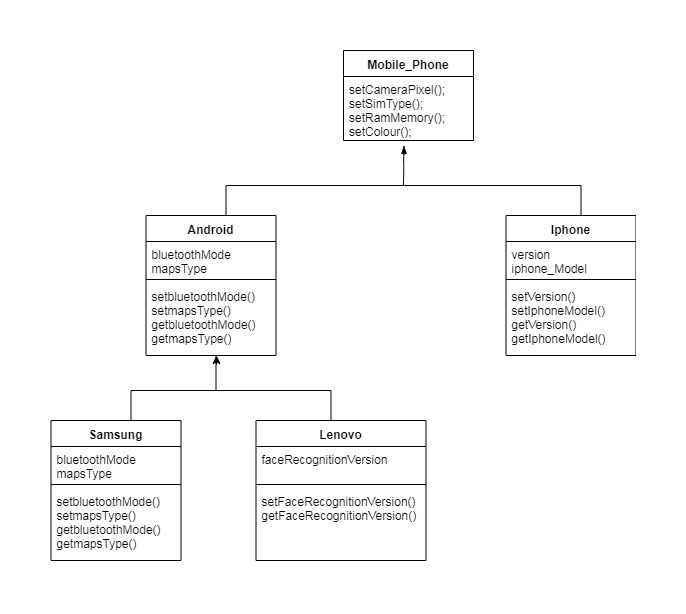 Mobile_Phone
setCameraPixel();
setSimType();
setRamMemory();
setColour();
Android
bluetoothMode
mapsType
setbluetoothMode()
setmapsType()
getbluetoothMode()
getmapsType()
Iphone
version
iphone_Model
setVersion()
setIphoneModel()
getVersion()
getIphoneModel()
Samsung
bluetoothMode
mapsType
setbluetoothMode()
setmapsType()
getbluetoothMode()
getmapsType()
Lenovo
faceRecognitionVersion
setFaceRecognitionVersion()
getFaceRecognitionVersion()